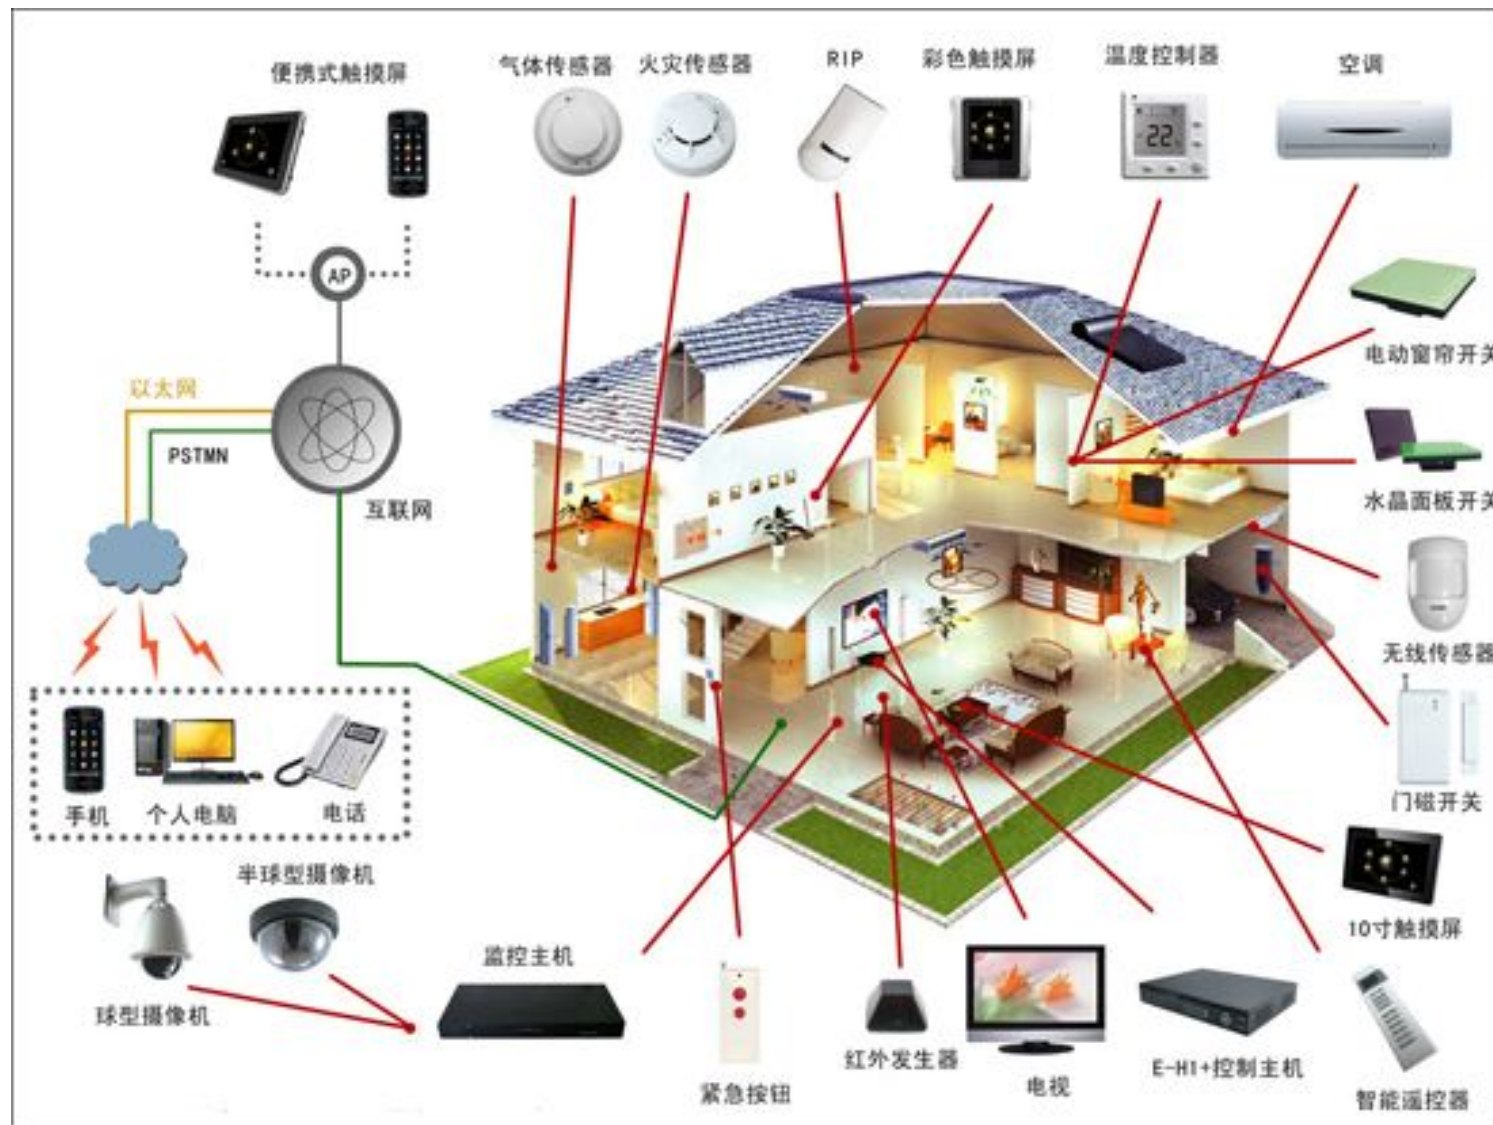 便携式触摸屏
气体传感器
火灾传感器
RIP
彩色触摸屏
温度控制器
空调
22
AP
电动窗帘开关
以太网
PSTMN
互联网
水晶面板开关
无线传感器
手机
个人电脑
电话
门磁开关
半球型摄像机
10寸触摸屏
监控主机
球型摄像机
红外发生器
电视
E-H1+控制主机
紧急按钮
智能遥控器